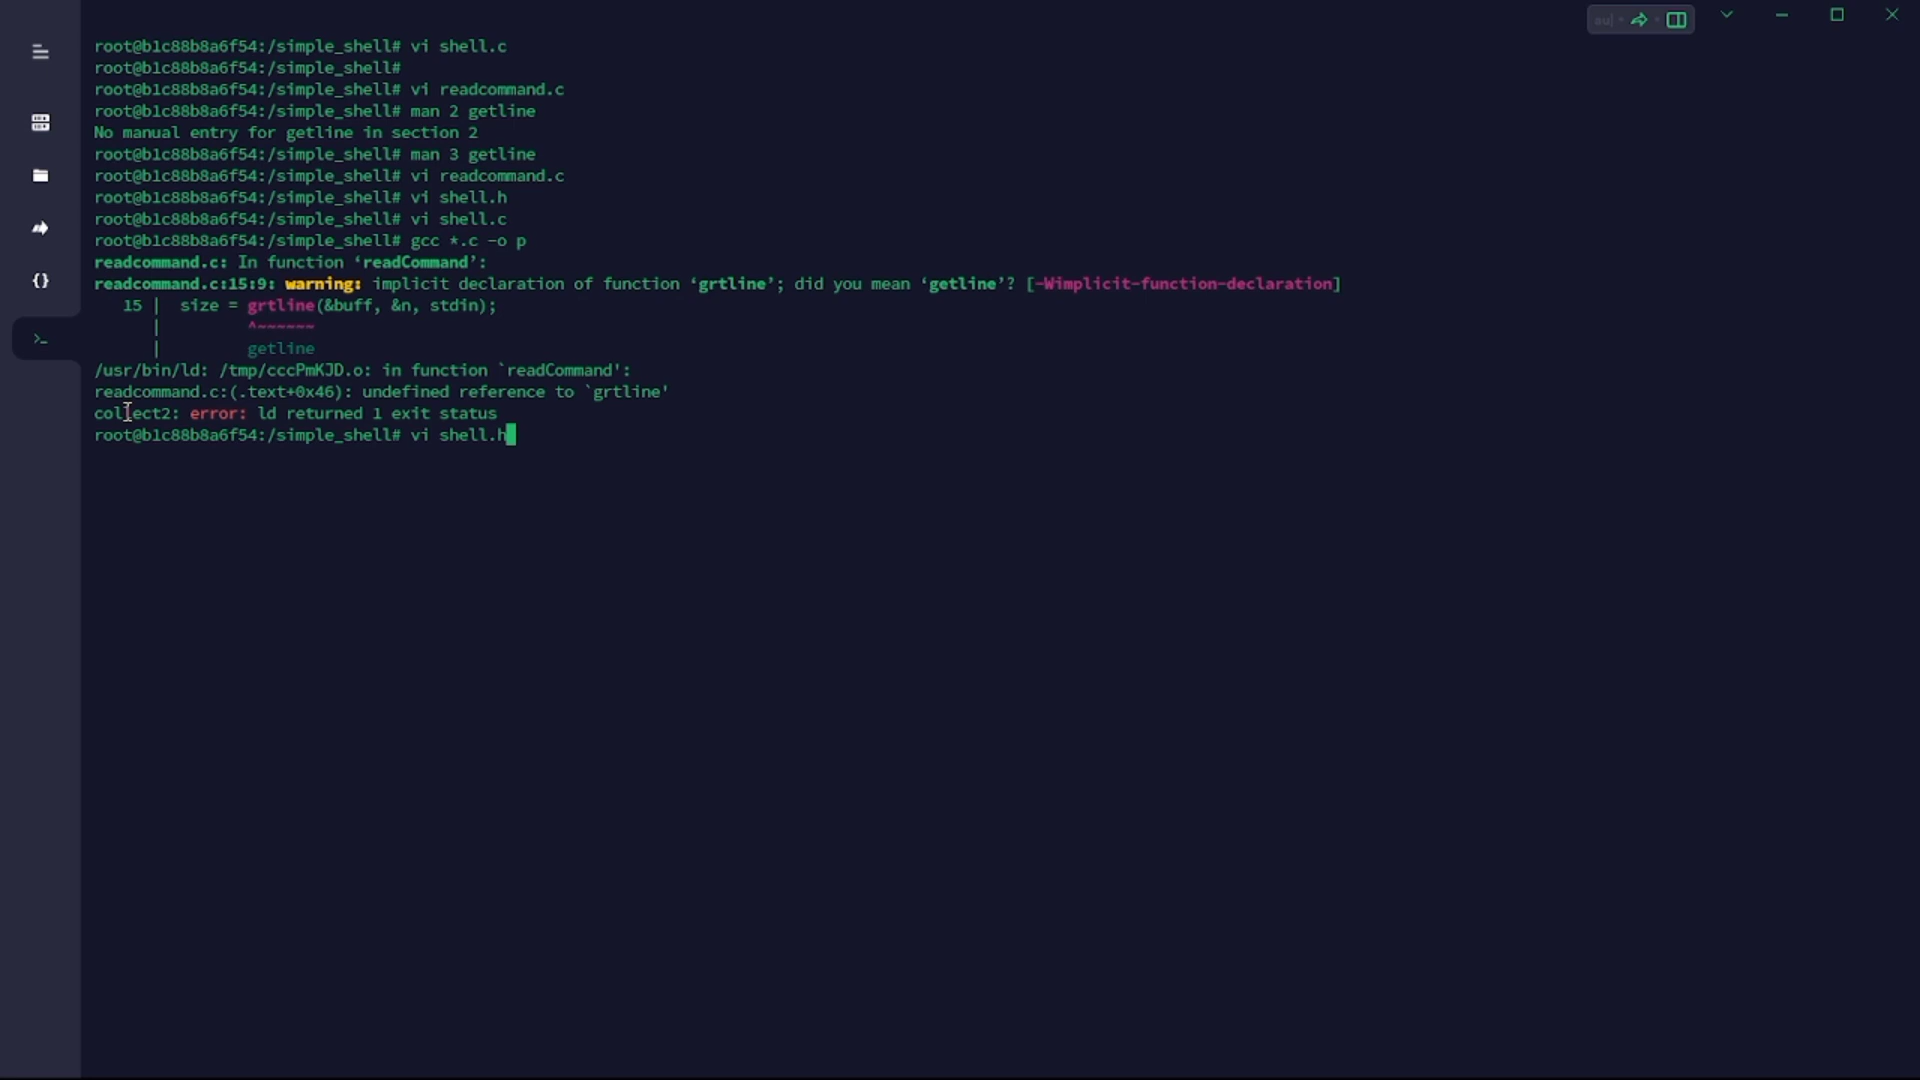 root@b1c88b8a6f54:/simple_shell# vi shell.c
root@b1c88b8a6f54:/simple_shell#
root@b1c88b8a6f54:/simple_shell# vi readcommand.c
root@b1c88b8a6f54:/simple_shell# man 2 getline
No manual entry for getline in section 2
root@b1c88b8a6f54:/simple_shell# man 3 getline
root@b1c88b8a6f54:/simple_shell# vi readcommand.c
root@b1c88b8a6f54:/simple_shell# vi shell.h
root@b1c88b8a6f54:/simple_shell# vi shell.c
root@b1c88b8a6f54:/simple_shell# gcc *.c -o p
readcommand.c: In function ‘readCommand’:
readcommand.c:15:9: warning: implicit declaration of function ‘grtline’; did you mean ‘getline’? [-Wimplicit-function-declaration]
15 | size = grtline(&buff, &n, stdin);
| ^~~~~~~
| getline
/usr/bin/ld: /tmp/cccPmKJD.o: in function `readCommand':
readcommand.c:(.text+0x46): undefined reference to `grtline'
collect2: error: ld returned 1 exit status
root@b1c88b8a6f54:/simple_shell# vi shell.h